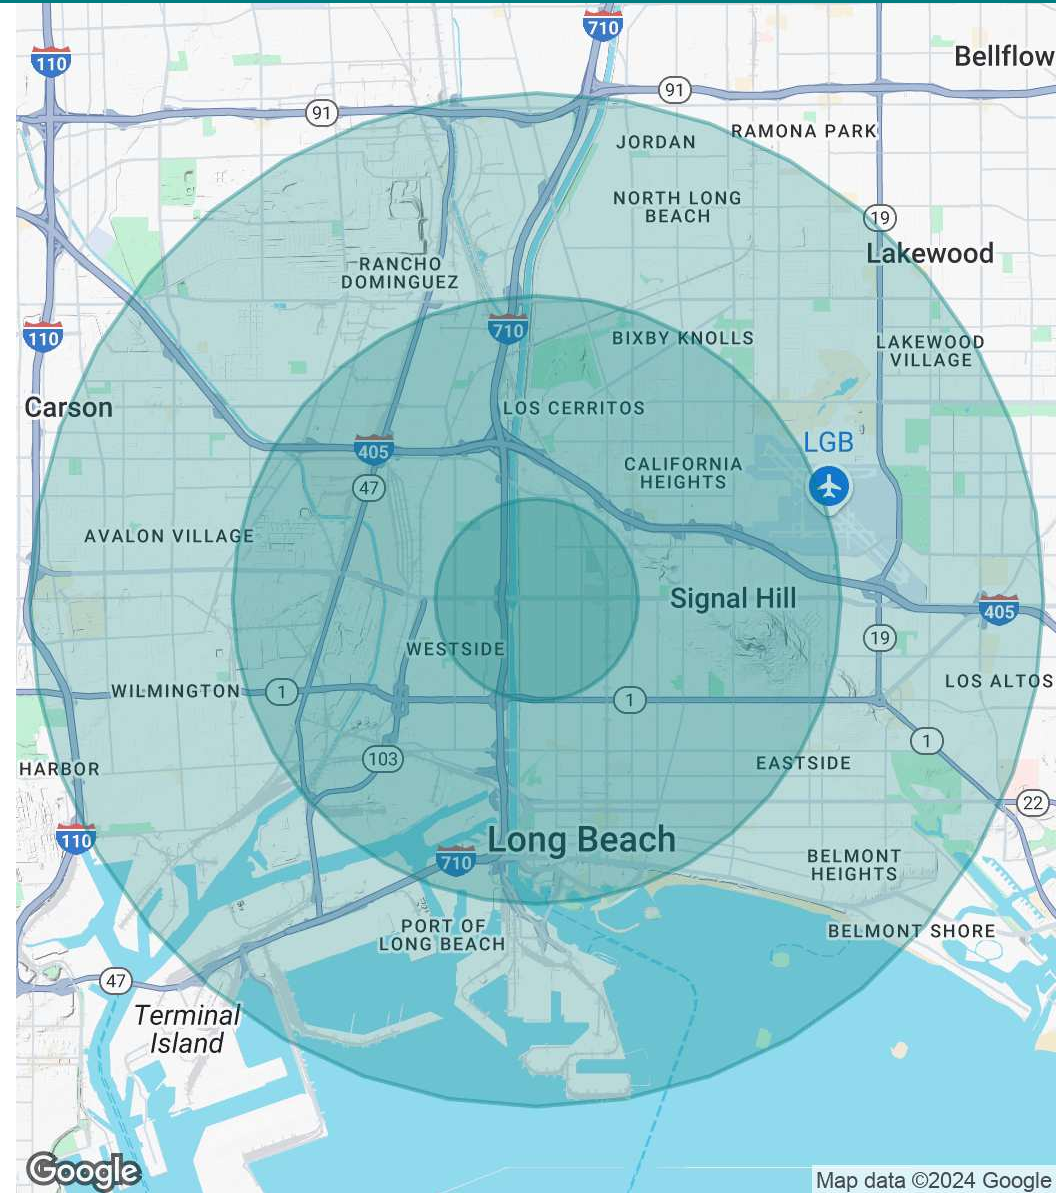 710
110
Bellflow
91
91
RAMONA PARK
JORDAN
NORTH LONG
BEACH
19
Lakewood
RANCHO
DOMINGUEZ
710
110
BIXBY KNOLLS
LAKEWOOD
VILLAGE
Carson
LOS CERRITOS
LGB
405
CALIFORNIA
HEIGHTS
47
AVALON VILLAGE
Signal Hill
405
19
WESTSIDE
LOS ALTOS
WILMINGTON
1
1
1
103
EASTSIDE
HARBOR
22
110
Long Beach
710
BELMONT
HEIGHTS
PORT OF
LONG BEACH
BELMONT SHORE
47
Terminal
Island
Google
Map data ©2024 Google